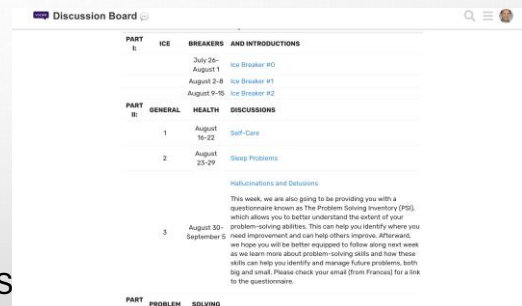 Discussion Board
PART I: ICE BREAKERS AND INTRODUCTIONS
July 26-August 1 Ice Breaker #0
August 2-8 Ice Breaker #1
August 9-15 Ice Breaker #2
PART II: GENERAL HEALTH DISCUSSIONS
1 August 16-22 Self-Care
2 August 23-29 Sleep Problems
Hallucinations and Delusions
This week, we are also going to be providing you with a
questionnaire known as The Problem Solving Inventory (PSI),
which allows you to better understand the extent of your
3 August 30-September 5 problem-solving abilities. This can help you identify where you
need improvement and can help others improve. Afterward,
we hope you will be better equipped to follow along next week
as we learn more about problem-solving skills and how these
skills can help you identify and manage future problems, both
big and small. Please check your email (from Frances) for a link
to the questionnaire.
PART PROBLEM SOLVING
s